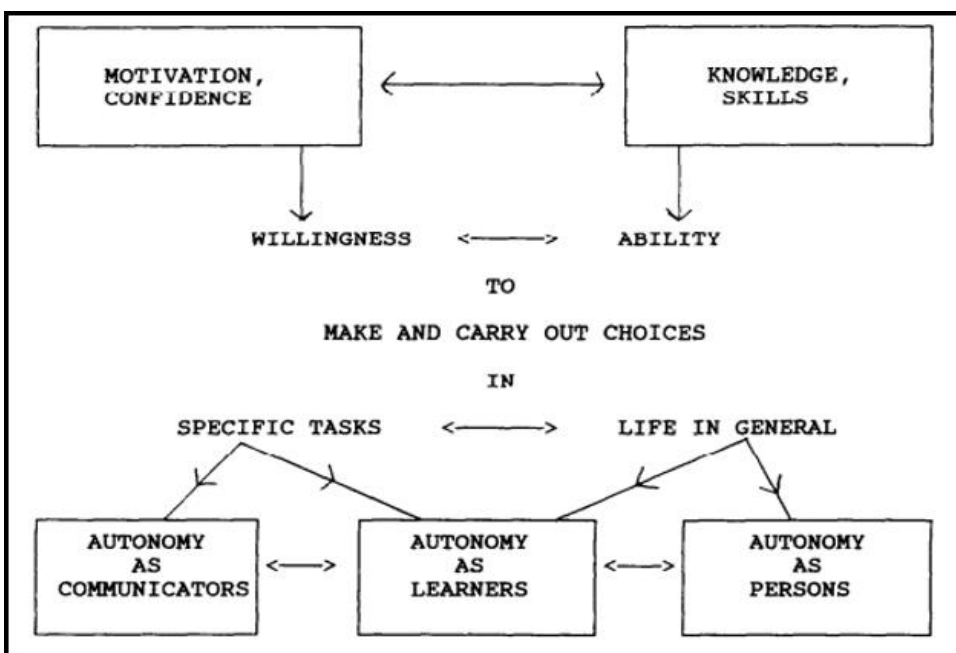 MOTIVATION,
CONFIDENCE
KNOWLEDGE,
SKILLS
WILLINGNESS
ABILITY
TO
MAKE AND CARRY OUT CHOICES
IN
SPECIFIC TASKS
LIFE IN GENERAL
AUTONOMY
AS
COMMUNICATORS
AUTONOMY
AS
LEARNERS
AUTONOMY
AS
PERSONS